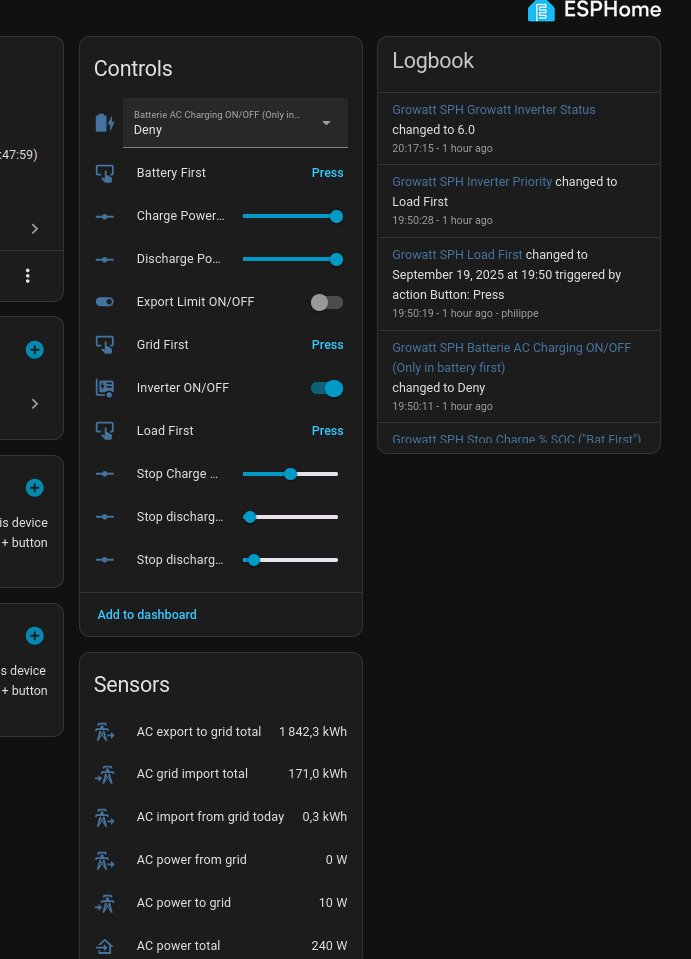 ESPHome
:47:59)
is device
+ button
s device
+ button
Controls
Batterie AC Charging ON/OFF (Only in…
Deny
Battery First Press
Charge Power…
Discharge Po…
Export Limit ON/OFF
Grid First Press
Inverter ON/OFF
Load First Press
Stop Charge …
Stop discharg…
Stop discharg…
Add to dashboard
Sensors
AC export to grid total 1 842,3 kWh
AC grid import total 171,0 kWh
AC import from grid today 0,3 kWh
AC power from grid 0 W
AC power to grid 10 W
AC power total 240 W
Logbook
Growatt SPH Growatt Inverter Status
changed to 6.0
20:17:15 - 1 hour ago
Growatt SPH Inverter Priority changed to
Load First
19:50:28 - 1 hour ago
Growatt SPH Load First changed to
September 19, 2025 at 19:50 triggered by
action Button: Press
19:50:19 - 1 hour ago - philippe
Growatt SPH Batterie AC Charging ON/OFF
(Only in battery first)
changed to Deny
19:50:11 - 1 hour ago
Growatt SPH Stop Charge % SOC ("Bat First")